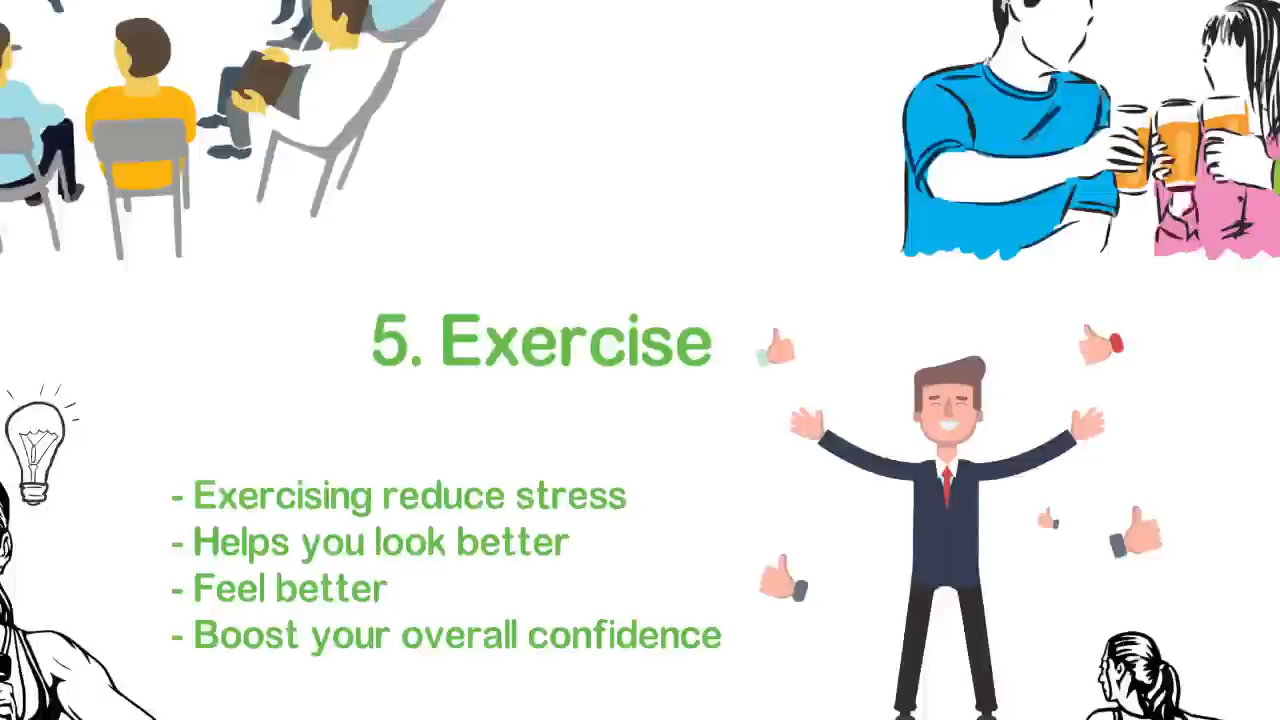 5. Exercise
- Exercising reduce stress
- Helps you look better
- Feel better
- Boost your overall confidence